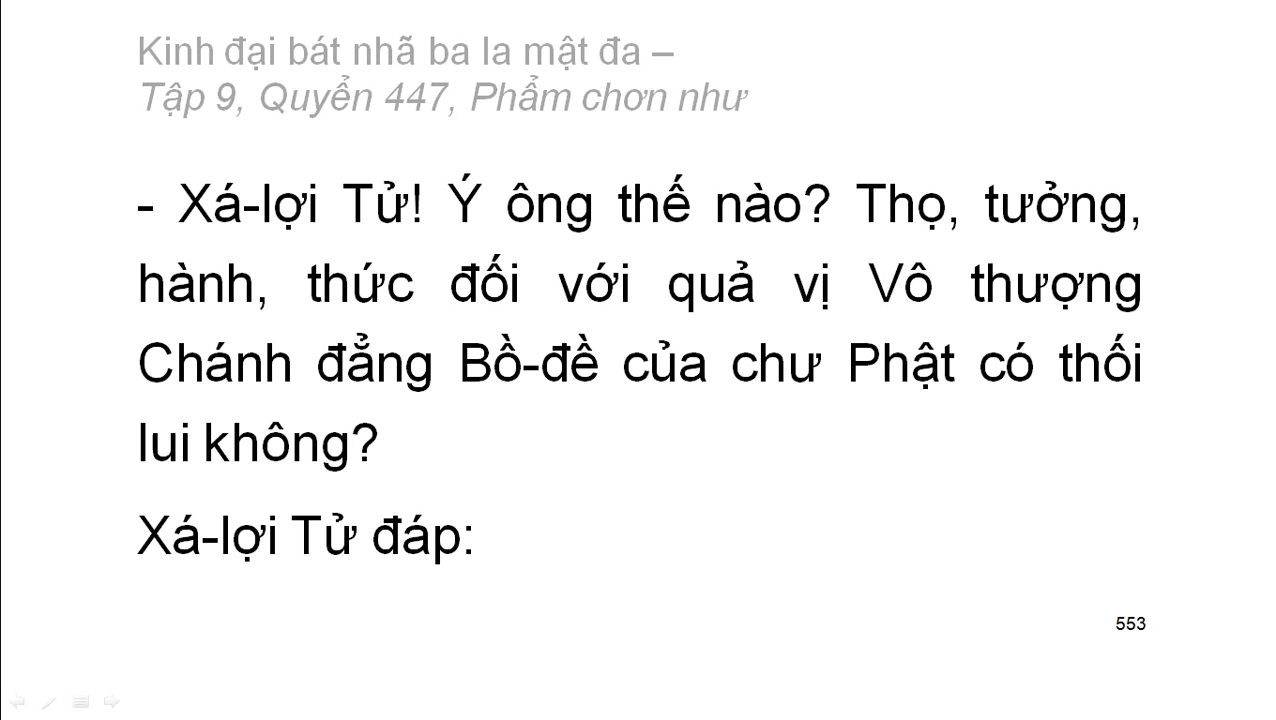 Kinh đại bát nhã ba la mật đa –
Tập 9, Quyển 447, Phẩm chơn như
- Xá-lợi Tử! Ý ông thế nào? Thọ, tưởng,
hành, thức đối với quả vị Vô thượng
Chánh đẳng Bồ-đề của chư Phật có thối
lui không?
Xá-lợi Tử đáp:
553